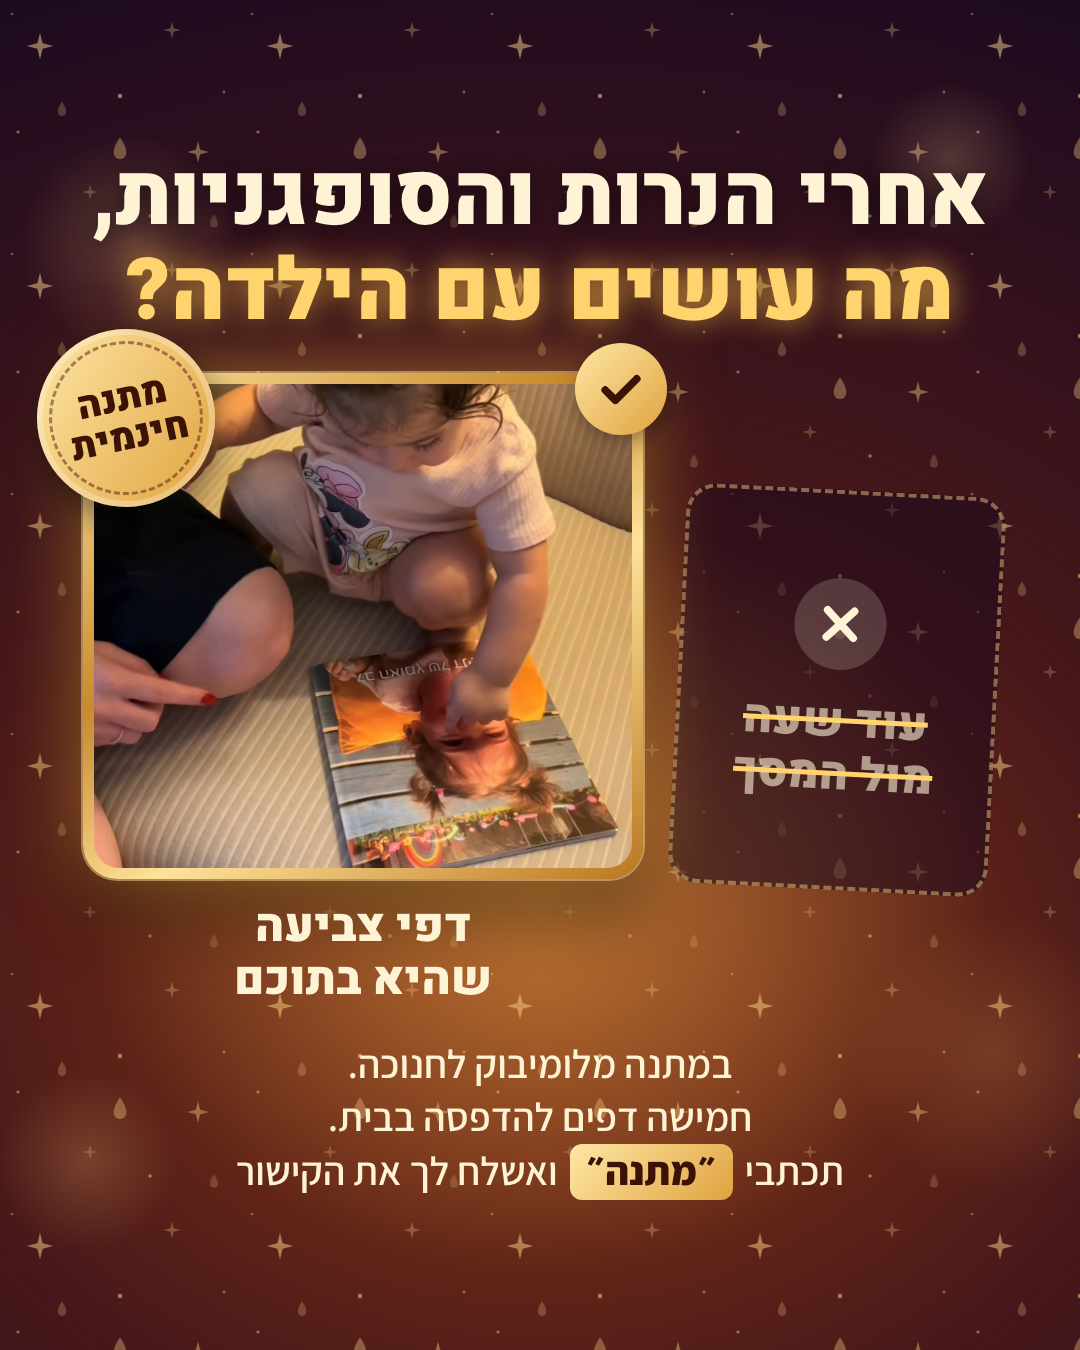 אחרי הנרות והסופגניות,
מה עושים עם הילדה?
מתנה
חינמית
עוד שעה
מול המסך
דפי צביעה
שהיא בתוכם
במתנה מלומיבוק לחנוכה.
חמישה דפים להדפסה בבית.
תכתבי ״מתנה״ ואשלח לך את הקישור